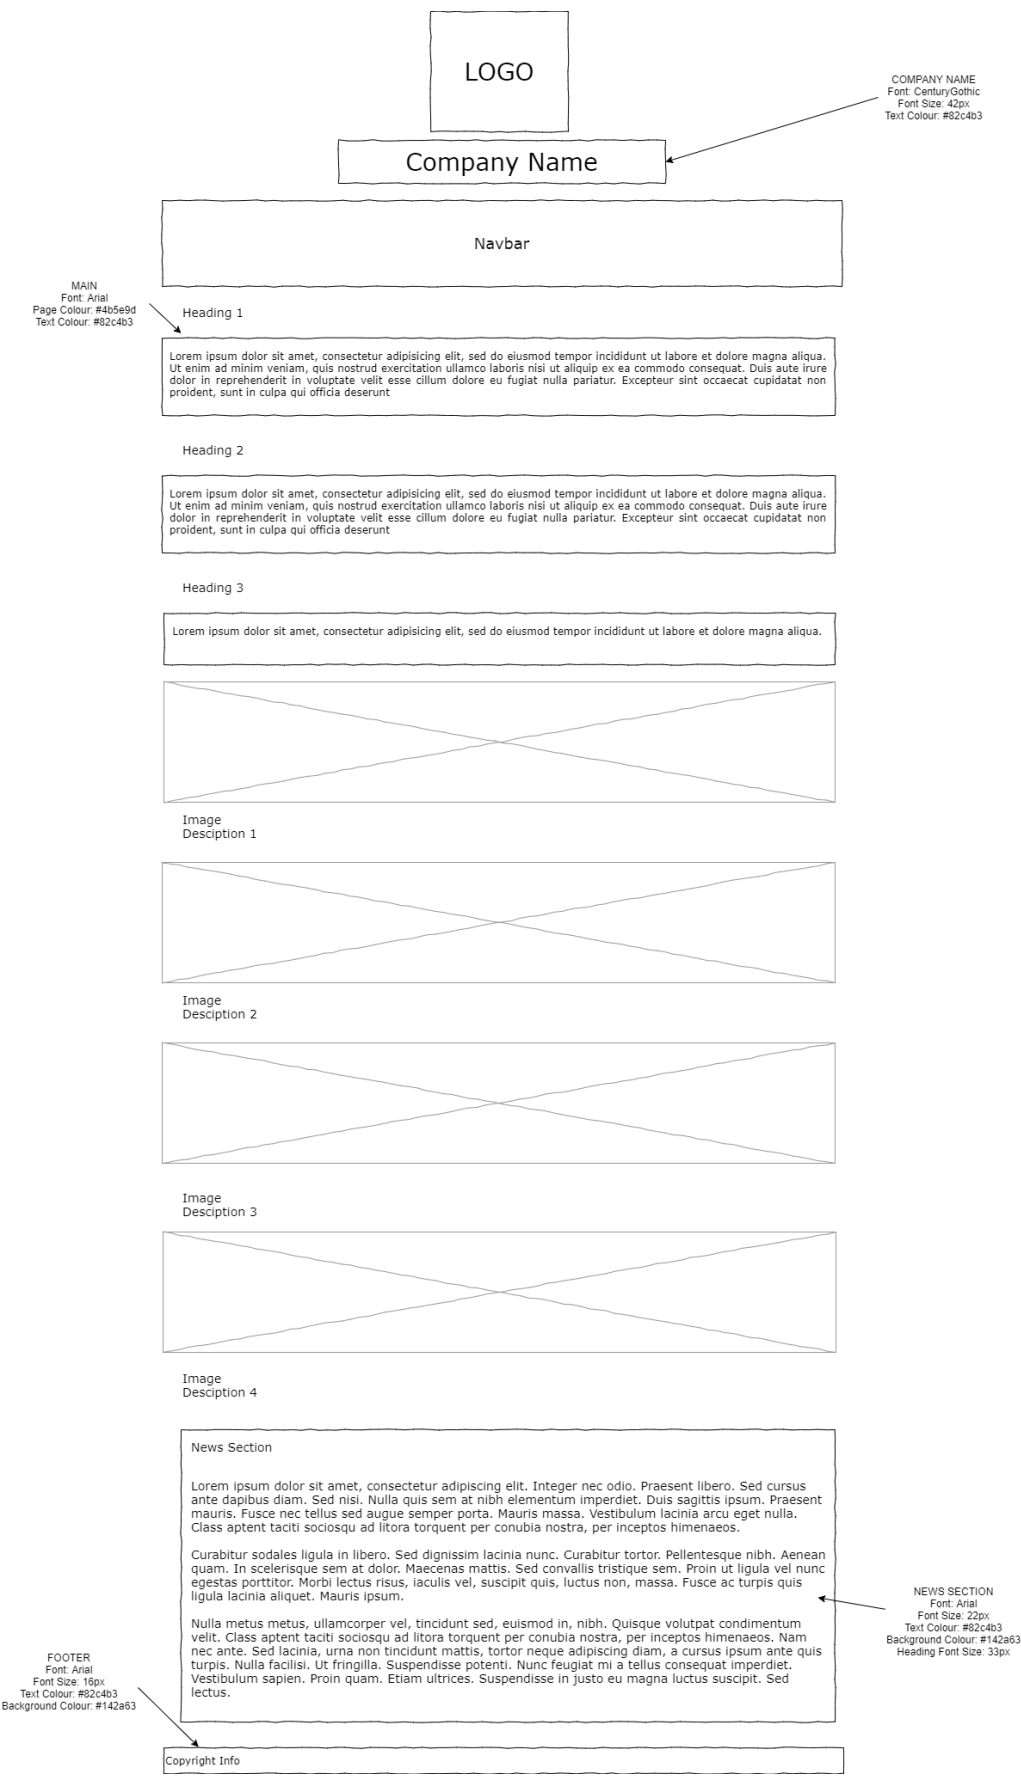 LOGO
COMPANY NAME
Font: CenturyGothic
Font Size: 42px
Text Colour: #82c4b3
Company Name
Navbar
MAIN
Font: Arial
Page Colour: #4b5e9d
Text Colour: #82c4b3
Heading 1
Lorem ipsum dolor sit amet, consectetur adipisicing elit, sed do eiusmod tempor incididunt ut labore et dolore magna aliqua.
Ut enim ad minim veniam, quis nostrud exercitation ullamco laboris nisi ut aliquip ex ea commodo consequat. Duis aute irure
dolor in reprehenderit in voluptate velit esse cillum dolore eu fugiat nulla pariatur. Excepteur sint occaecat cupidatat non
proident, sunt in culpa qui officia deserunt
Heading 2
Lorem ipsum dolor sit amet, consectetur adipisicing elit, sed do eiusmod tempor incididunt ut labore et dolore magna aliqua.
Ut enim ad minim veniam, quis nostrud exercitation ullamco laboris nisi ut aliquip ex ea commodo consequat. Duis aute irure
dolor in reprehenderit in voluptate velit esse cillum dolore eu fugiat nulla pariatur. Excepteur sint occaecat cupidatat non
proident, sunt in culpa qui officia deserunt
Heading 3
Lorem ipsum dolor sit amet, consectetur adipisicing elit, sed do eiusmod tempor incididunt ut labore et dolore magna aliqua.
Image
Desciption 1
Image
Desciption 2
Image
Desciption 3
Image
Desciption 4
News Section
Lorem ipsum dolor sit amet, consectetur adipiscing elit. Integer nec odio. Praesent libero. Sed cursus
ante dapibus diam. Sed nisi. Nulla quis sem at nibh elementum imperdiet. Duis sagittis ipsum. Praesent
mauris. Fusce nec tellus sed augue semper porta. Mauris massa. Vestibulum lacinia arcu eget nulla.
Class aptent taciti sociosqu ad litora torquent per conubia nostra, per inceptos himenaeos.
Curabitur sodales ligula in libero. Sed dignissim lacinia nunc. Curabitur tortor. Pellentesque nibh. Aenean
quam. In scelerisque sem at dolor. Maecenas mattis. Sed convallis tristique sem. Proin ut ligula vel nunc
egestas porttitor. Morbi lectus risus, iaculis vel, suscipit quis, luctus non, massa. Fusce ac turpis quis
ligula lacinia aliquet. Mauris ipsum.
Nulla metus metus, ullamcorper vel, tincidunt sed, euismod in, nibh. Quisque volutpat condimentum
velit. Class aptent taciti sociosqu ad litora torquent per conubia nostra, per inceptos himenaeos. Nam
nec ante. Sed lacinia, urna non tincidunt mattis, tortor neque adipiscing diam, a cursus ipsum ante quis
turpis. Nulla facilisi. Ut fringilla. Suspendisse potenti. Nunc feugiat mi a tellus consequat imperdiet.
Vestibulum sapien. Proin quam. Etiam ultrices. Suspendisse in justo eu magna luctus suscipit. Sed
lectus.
NEWS SECTION
Font: Arial
Font Size: 22px
Text Colour: #82c4b3
Background Colour: #142a63
Heading Font Size: 33px
FOOTER
Font: Arial
Font Size: 16px
Text Colour: #82c4b3
Background Colour: #142a63
Copyright Info